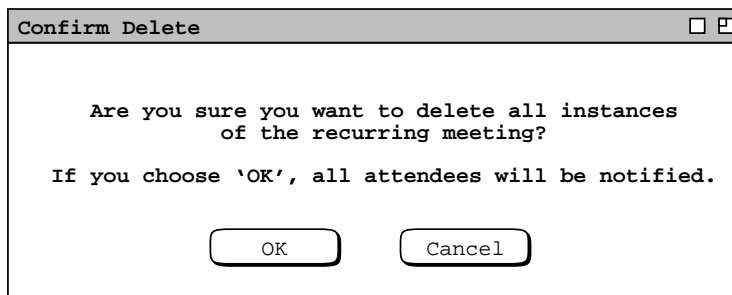 Confirm Delete
Are you sure you want to delete all instances
of the recurring meeting?
If you choose ‘OK’, all attendees will be notified.
OK
Cancel